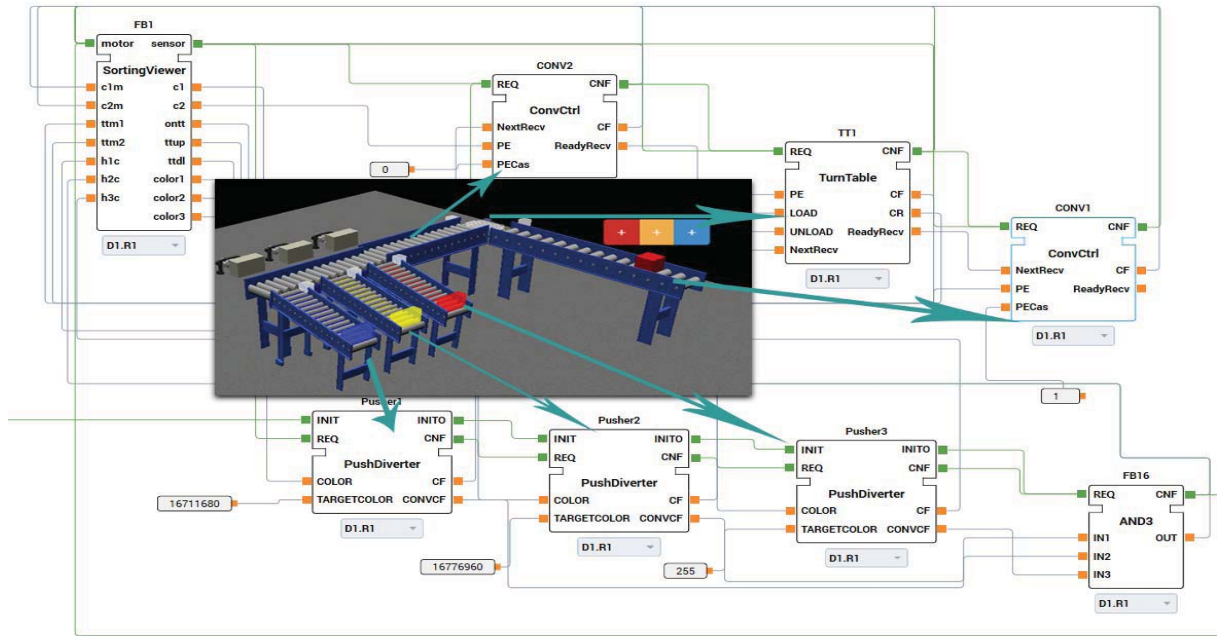 FB1
motor sensor
SortingViewer
c1m c1
c2m c2
ttm1 ontt
ttm2 ttup
h1c ttdl
h2c color1
h3c color2
color3
D1.R1
CONV2
REQ CNF
ConvCtrl
NextRecv CF
PE ReadyRecv
PECas
0
TT1
REQ CNF
TurnTable
PE CF
LOAD CR
UNLOAD ReadyRecv
NextRecv
D1.R1
CONV1
REQ CNF
ConvCtrl
NextRecv CF
PE ReadyRecv
PECas
D1.R1
1
+ + +
Pusher1
INIT INITO
REQ CNF
PushDiverter
COLOR CF
TARGETCOLOR CONVCF
D1.R1
16711680
Pusher2
INIT INITO
REQ CNF
PushDiverter
COLOR CF
TARGETCOLOR CONVCF
D1.R1
16776960
Pusher3
INIT INITO
REQ CNF
PushDiverter
COLOR CF
TARGETCOLOR CONVCF
D1.R1
255
FB16
REQ CNF
AND3
IN1 OUT
IN2
IN3
D1.R1